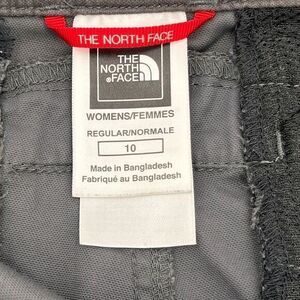 THE NORTH FACE
THE
NORTH
FACE
WOMENS/FEMMES
REGULAR/NORMALE
10
Made in Bangladesh
Fabriqué au Bangladesh